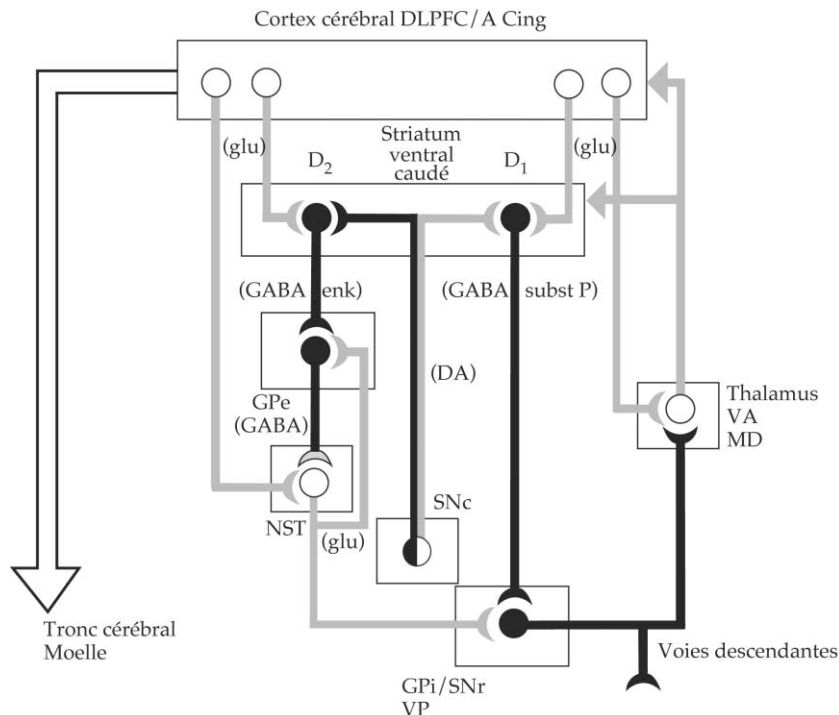 Cortex cérébral DLPFC/A Cing
(glu)
D2
Striatum
ventral
caudé
D1
(glu)
(GABA enk)
(GABA subst P)
(DA)
GPe
(GABA)
Thalamus
VA
MD
NST
(glu)
SNc
Tronc cérébral
Moelle
Voies descendantes
GPi/SNr
VP